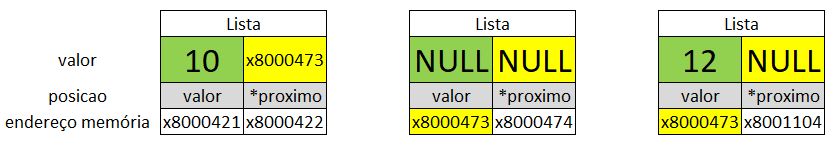 Lista Lista Lista
valor 10 x8000473 NULL NULL 12 NULL
posicao valor *proximo valor *proximo valor *proximo
endereço memória x8000421 x8000422 x8000473 x8000474 x8000473 x8001104